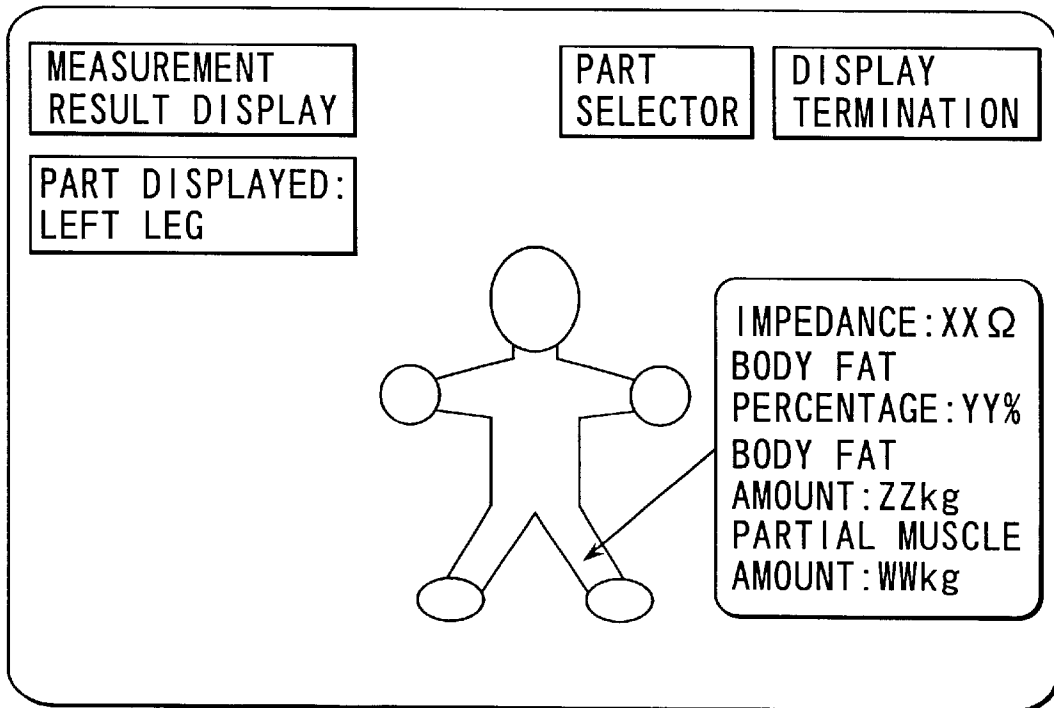 MEASUREMENT
RESULT DISPLAY
PART
SELECTOR
DISPLAY
TERMINATION
PART DISPLAYED:
LEFT LEG
IMPEDANCE:XXΩ
BODY FAT
PERCENTAGE:YY%
BODY FAT
AMOUNT:ZZkg
PARTIAL MUSCLE
AMOUNT:WWkg